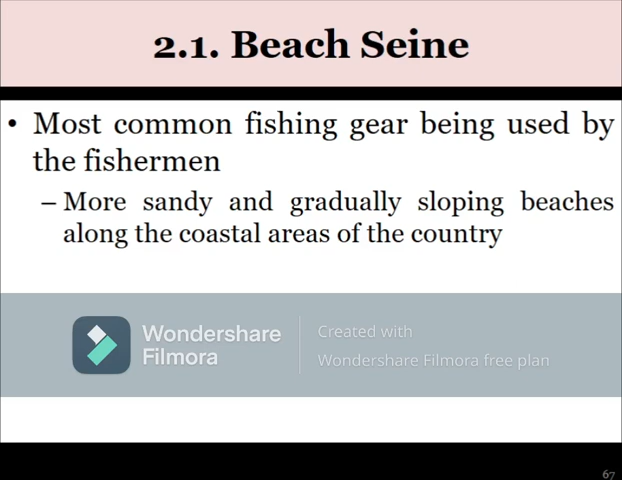 2.1. Beach Seine
• Most common fishing gear being used by
the fishermen
– More sandy and gradually sloping beaches
along the coastal areas of the country
Wondershare
Filmora
Created with
Wondershare Filmora free plan
67